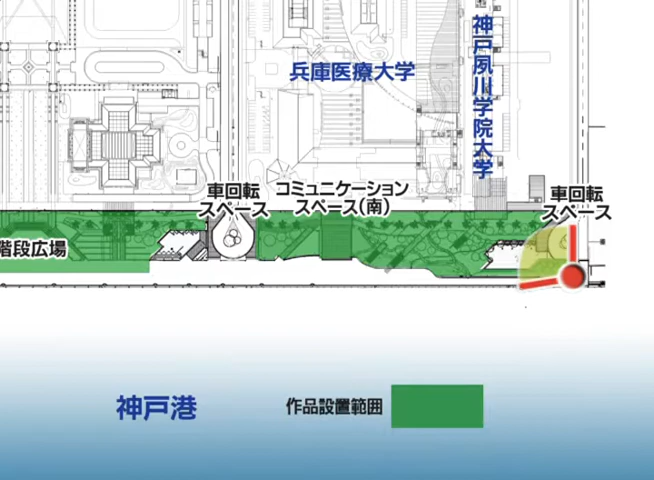 神戸夙川学院大学
兵庫医療大学
車回転
スペース
コミュニケーション
スペース(南)
車回転
スペース
階段広場
神戸港
作品設置範囲